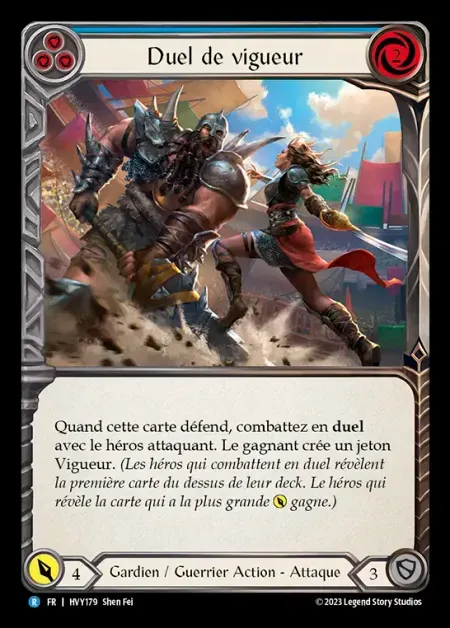 Duel de vigueur
2
Quand cette carte défend, combattez en duel
avec le héros attaquant. Le gagnant crée un jeton
Vigueur. (Les héros qui combattent en duel révèlent
la première carte du dessus de leur deck. Le héros qui
révèle la carte qui a la plus grande gagne.)
4
Gardien / Guerrier Action - Attaque
3
R FR | HVY179 Shen Fei
© 2023 Legend Story Studios